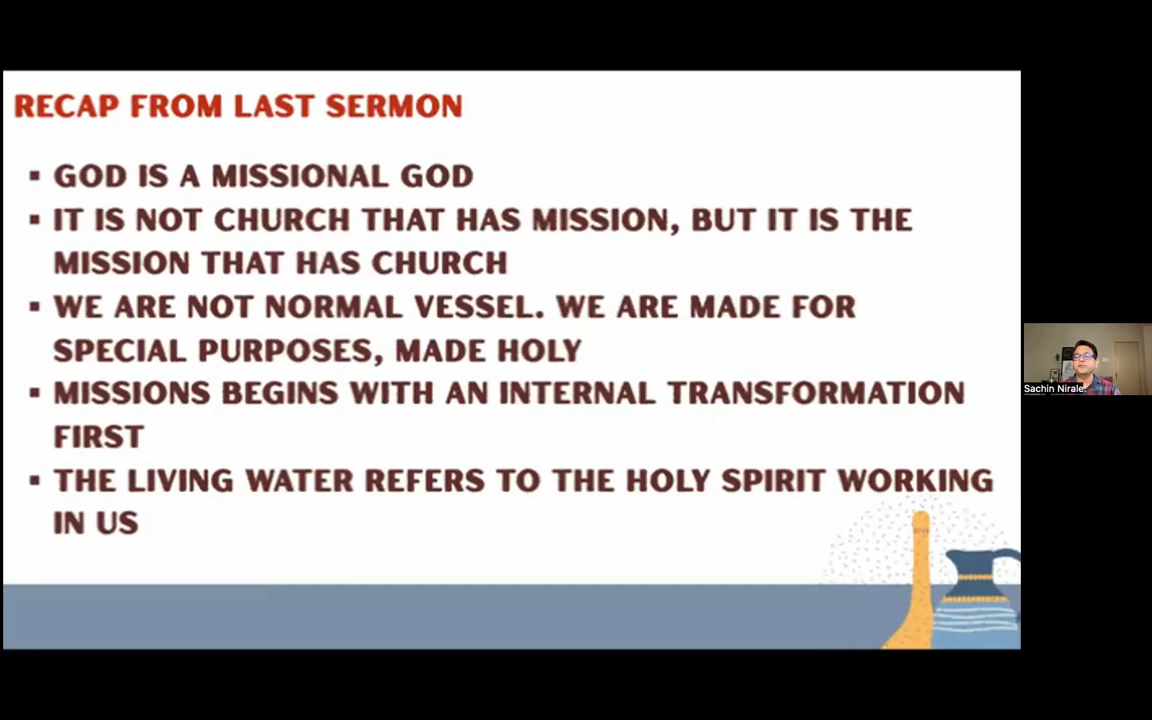 RECAP FROM LAST SERMON
▪ GOD IS A MISSIONAL GOD
▪ IT IS NOT CHURCH THAT HAS MISSION, BUT IT IS THE
MISSION THAT HAS CHURCH
▪ WE ARE NOT NORMAL VESSEL. WE ARE MADE FOR
SPECIAL PURPOSES, MADE HOLY
▪ MISSIONS BEGINS WITH AN INTERNAL TRANSFORMATION
FIRST
▪ THE LIVING WATER REFERS TO THE HOLY SPIRIT WORKING
IN US
Sachin Nirale